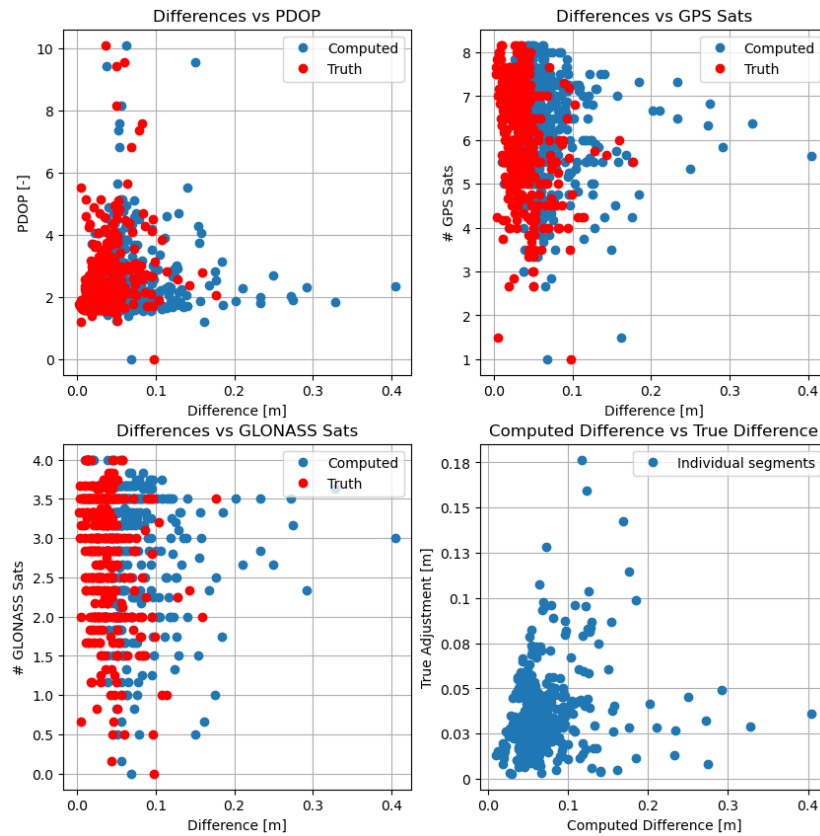 Differences vs PDOP
Computed
Truth
10
8
6
4
2
0
PDOP [-]
0.0 0.1 0.2 0.3 0.4
Difference [m]
Differences vs GPS Sats
Computed
Truth
8
7
6
5
4
3
2
1
# GPS Sats
0.0 0.1 0.2 0.3 0.4
Difference [m]
Differences vs GLONASS Sats
Computed
Truth
4.0
3.5
3.0
2.5
2.0
1.5
1.0
0.5
0.0
# GLONASS Sats
0.0 0.1 0.2 0.3 0.4
Difference [m]
Computed Difference vs True Difference
Individual segments
0.18
0.15
0.13
0.1
0.08
0.05
0.03
0
True Adjustment [m]
0.0 0.1 0.2 0.3 0.4
Computed Difference [m]